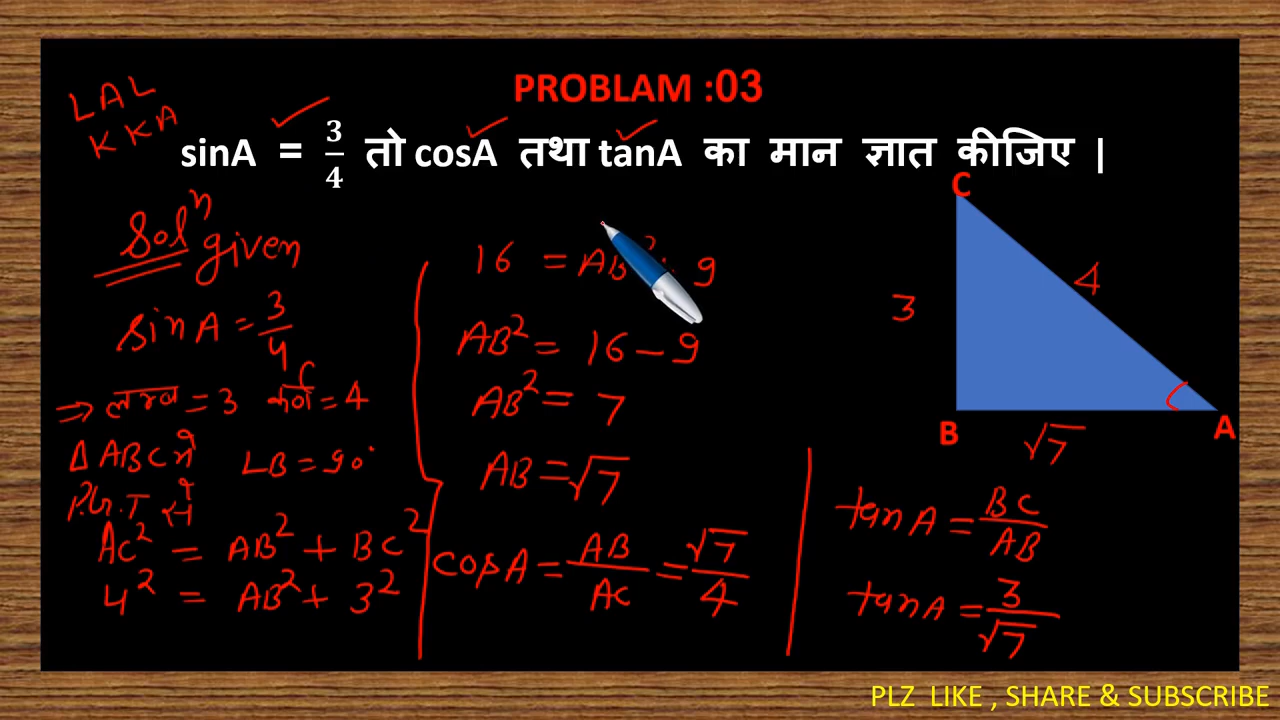 PROBLAM :03
LAL
KKA
sinA = 3/4 तो cosA तथा tanA का मान ज्ञात कीजिए |
Solⁿ
given
sinA = 3/4
⇒ लम्ब = 3 कर्ण = 4
Δ ABC में ∠B = 90°
P.G.T से
AC² = AB² + BC²
4² = AB² + 3²
16 = AB² + 9
AB² = 16 - 9
AB² = 7
AB = √7
cosA = AB/AC = √7/4
tanA = BC/AB
tanA = 3/√7
C
3
4
B
√7
A
PLZ LIKE , SHARE & SUBSCRIBE